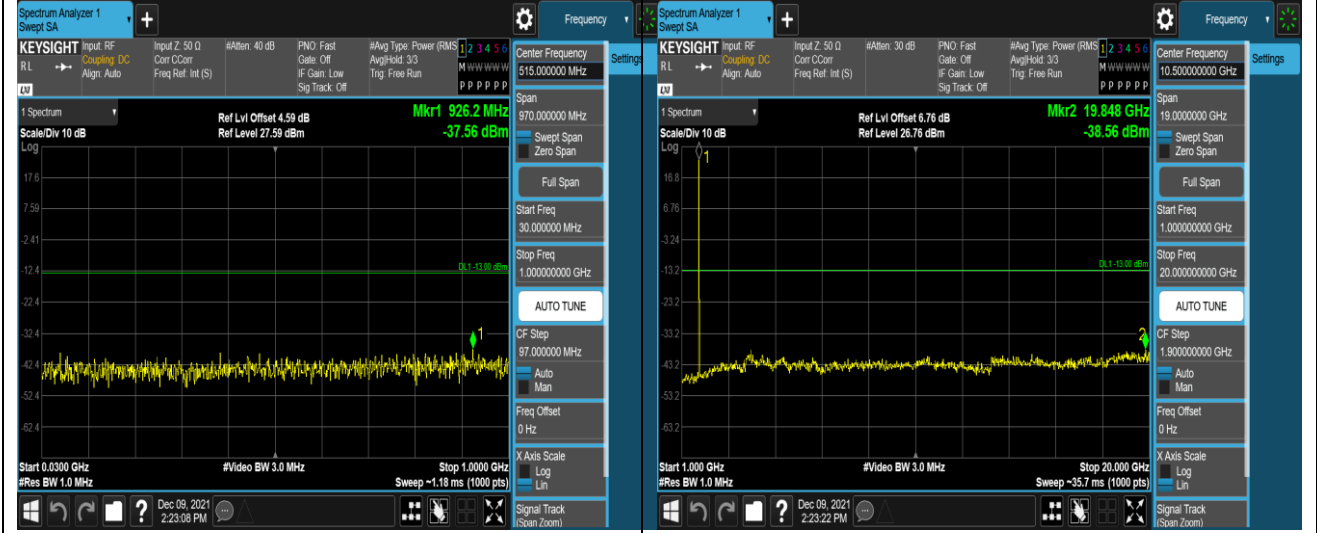 Spectrum Analyzer 1
Swept SA
Frequency
Settings
KEYSIGHT
RL
LXI
Input: RF
Coupling: DC
Align: Auto
Input Z: 50 Ω
Corr CCorr
Freq Ref: Int (S)
#Atten: 40 dB
PNO: Fast
Gate: Off
IF Gain: Low
Sig Track: Off
#Avg Type: Power (RMS
Avg|Hold: 3/3
Trig: Free Run
1 2 3 4 5 6
M W W W W W
P P P P P P
1 Spectrum
Scale/Div 10 dB
Log
Ref Lvl Offset 4.59 dB
Ref Level 27.59 dBm
Mkr1 926.2 MHz
-37.56 dBm
17.6
7.59
-2.41
-12.4
-22.4
-32.4
-42.4
-52.4
-62.4
DL1 -13.00 dBm
1
Start 0.0300 GHz
#Res BW 1.0 MHz
#Video BW 3.0 MHz
Stop 1.0000 GHz
Sweep ~1.18 ms (1000 pts)
Center Frequency
515.000000 MHz
Span
970.000000 MHz
Swept Span
Zero Span
Full Span
Start Freq
30.000000 MHz
Stop Freq
1.000000000 GHz
AUTO TUNE
CF Step
97.000000 MHz
Auto
Man
Freq Offset
0 Hz
X Axis Scale
Log
Lin
Signal Track
(Span Zoom)
Dec 09, 2021
2:23:08 PM
Spectrum Analyzer 1
Swept SA
Frequency
Settings
KEYSIGHT
RL
LXI
Input: RF
Coupling: DC
Align: Auto
Input Z: 50 Ω
Corr CCorr
Freq Ref: Int (S)
#Atten: 30 dB
PNO: Fast
Gate: Off
IF Gain: Low
Sig Track: Off
#Avg Type: Power (RMS
Avg|Hold: 3/3
Trig: Free Run
1 2 3 4 5 6
M W W W W W
P P P P P P
1 Spectrum
Scale/Div 10 dB
Log
Ref Lvl Offset 6.76 dB
Ref Level 26.76 dBm
Mkr2 19.848 GHz
-38.56 dBm
1
16.8
6.76
-3.24
-13.2
-23.2
-33.2
-43.2
-53.2
-63.2
DL1 -13.00 dBm
2
Start 1.000 GHz
#Res BW 1.0 MHz
#Video BW 3.0 MHz
Stop 20.000 GHz
Sweep ~35.7 ms (1000 pts)
Center Frequency
10.500000000 GHz
Span
19.0000000 GHz
Swept Span
Zero Span
Full Span
Start Freq
1.000000000 GHz
Stop Freq
20.000000000 GHz
AUTO TUNE
CF Step
1.900000000 GHz
Auto
Man
Freq Offset
0 Hz
X Axis Scale
Log
Lin
Signal Track
(Span Zoom)
Dec 09, 2021
2:23:22 PM